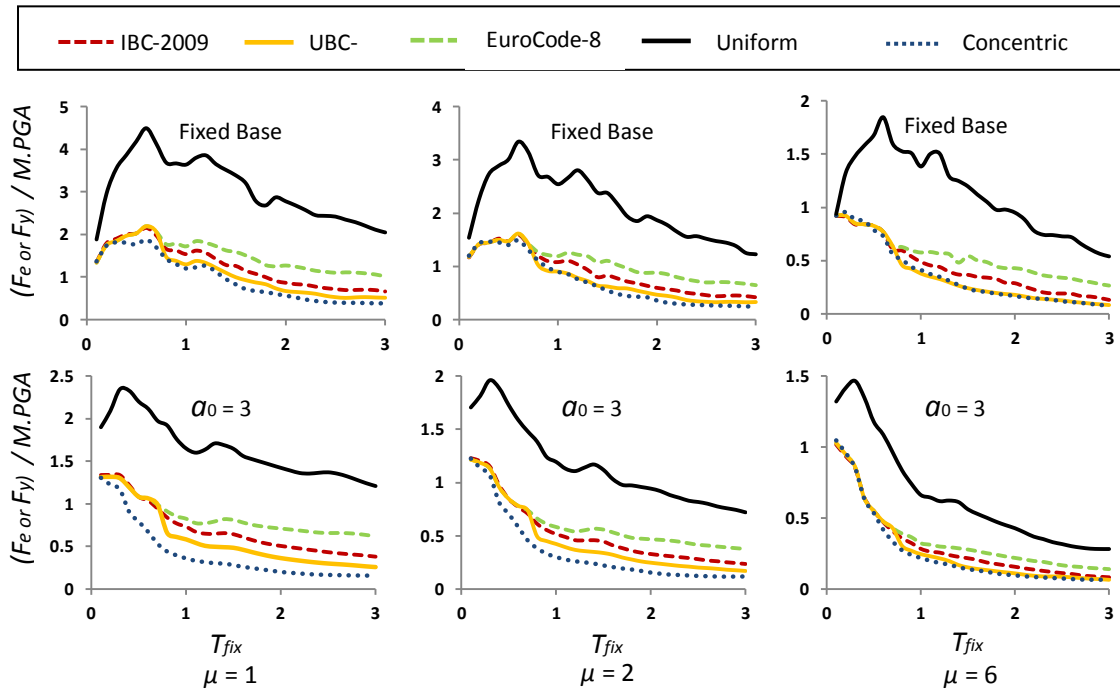 IBC-2009 UBC- EuroCode-8 Uniform Concentric
(Fe or Fy) / M.PGA
5
4
3
2
1
0
Fixed Base
0 1 2 3
4
3
2
1
0
Fixed Base
0 1 2 3
2
1.5
1
0.5
0
Fixed Base
0 1 2 3
(Fe or Fy) / M.PGA
2.5
2
1.5
1
0.5
0
a0 = 3
0 1 2 3
Tfix
μ = 1
2
1.5
1
0.5
0
a0 = 3
0 1 2 3
Tfix
μ = 2
1.5
1
0.5
0
a0 = 3
0 1 2 3
Tfix
μ = 6